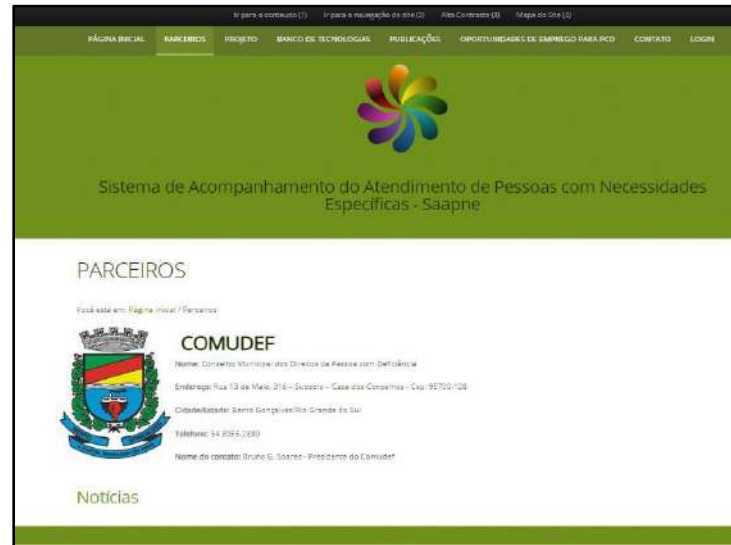 Ir para o conteúdo (1) Ir para a navegação do site (2) Alto Contraste (3) Mapa do Site (4)
PÁGINA INICIAL PARCEIROS PROJETO BANCO DE TECNOLOGIAS PUBLICAÇÕES OPORTUNIDADES DE EMPREGO PARA PCD CONTATO LOGIN
Sistema de Acompanhamento do Atendimento de Pessoas com Necessidades
Específicas - Saapne
PARCEIROS
Você está em: Página Inicial / Parceiros
COMUDEF
Nome: Conselho Municipal dos Direitos da Pessoa com Deficiência
Endereço: Rua 13 de Maio, 316 – Subsolo – Casa dos Conselhos - Cep: 95700-128
Cidade/Estado: Bento Gonçalves/Rio Grande do Sul
Telefone: 54
Nome do contato: Bruno G. Soares - Presidente do Comudef
Notícias